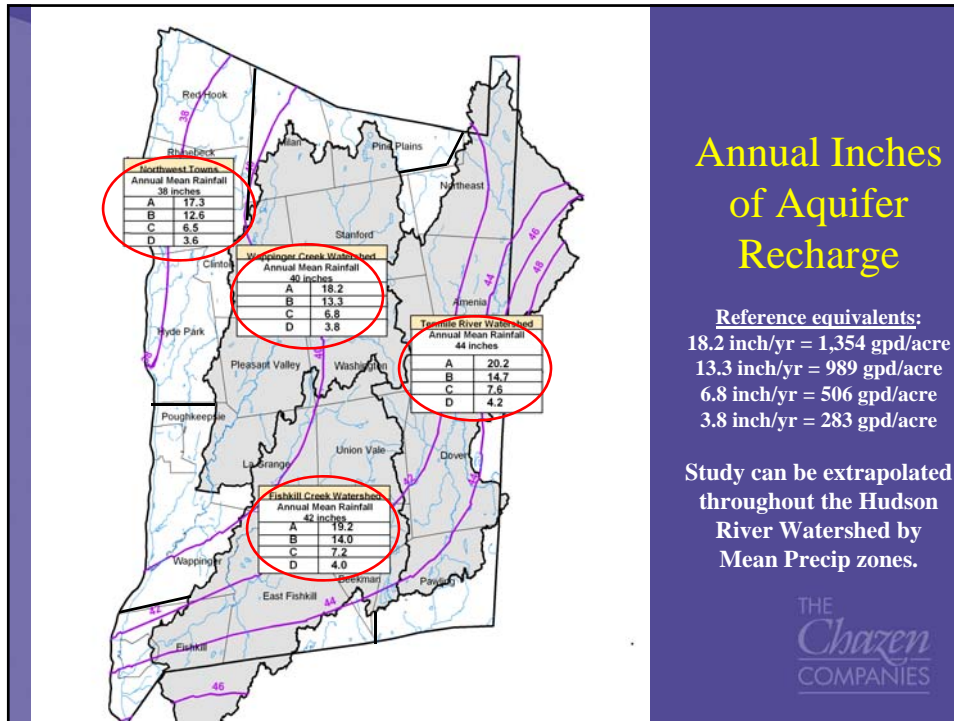 Annual Inches
of Aquifer
Recharge
Reference equivalents:
18.2 inch/yr = 1,354 gpd/acre
13.3 inch/yr = 989 gpd/acre
6.8 inch/yr = 506 gpd/acre
3.8 inch/yr = 283 gpd/acre
Study can be extrapolated
throughout the Hudson
River Watershed by
Mean Precip zones.
THE
Chazen
COMPANIES
Red Hook
38
Rhinebeck
Milan
Pine Plains
Northeast
Northwest Towns
Annual Mean Rainfall
38 inches
A 17.3
B 12.6
C 6.5
D 3.6
Stanford
46
48
44
Clinton
Wappinger Creek Watershed
Annual Mean Rainfall
40 inches
A 18.2
B 13.3
C 6.8
D 3.8
Amenia
Hyde Park
Tenmile River Watershed
Annual Mean Rainfall
44 inches
A 20.2
B 14.7
C 7.6
D 4.2
40
Pleasant Valley
Washington
Poughkeepsie
La Grange
Union Vale
Dover
42
44
Fishkill Creek Watershed
Annual Mean Rainfall
42 inches
A 19.2
B 14.0
C 7.2
D 4.0
Wappinger
Beekman
Pawling
East Fishkill
42
44
Fishkill
46